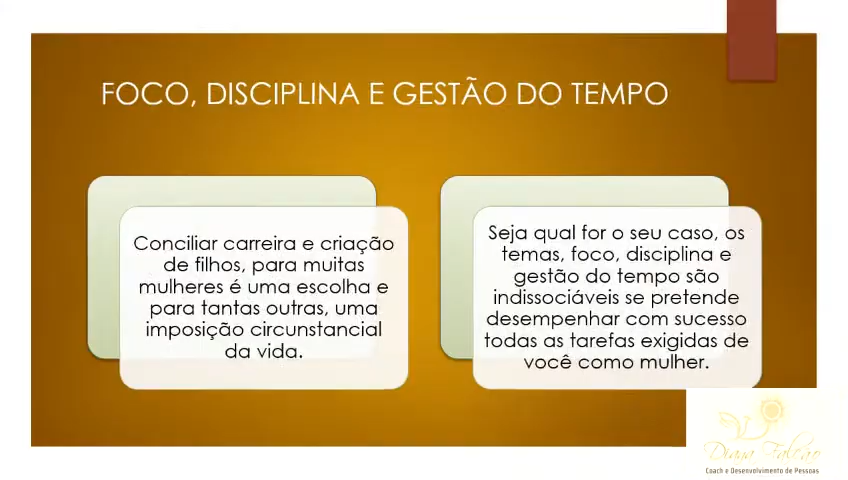 FOCO, DISCIPLINA E GESTÃO DO TEMPO
Conciliar carreira e criação
de filhos, para muitas
mulheres é uma escolha e
para tantas outras, uma
imposição circunstancial
da vida.
Seja qual for o seu caso, os
temas, foco, disciplina e
gestão do tempo são
indissociáveis se pretende
desempenhar com sucesso
todas as tarefas exigidas de
você como mulher.
Diana Falcão
Coach e Desenvolvimento de Pessoas